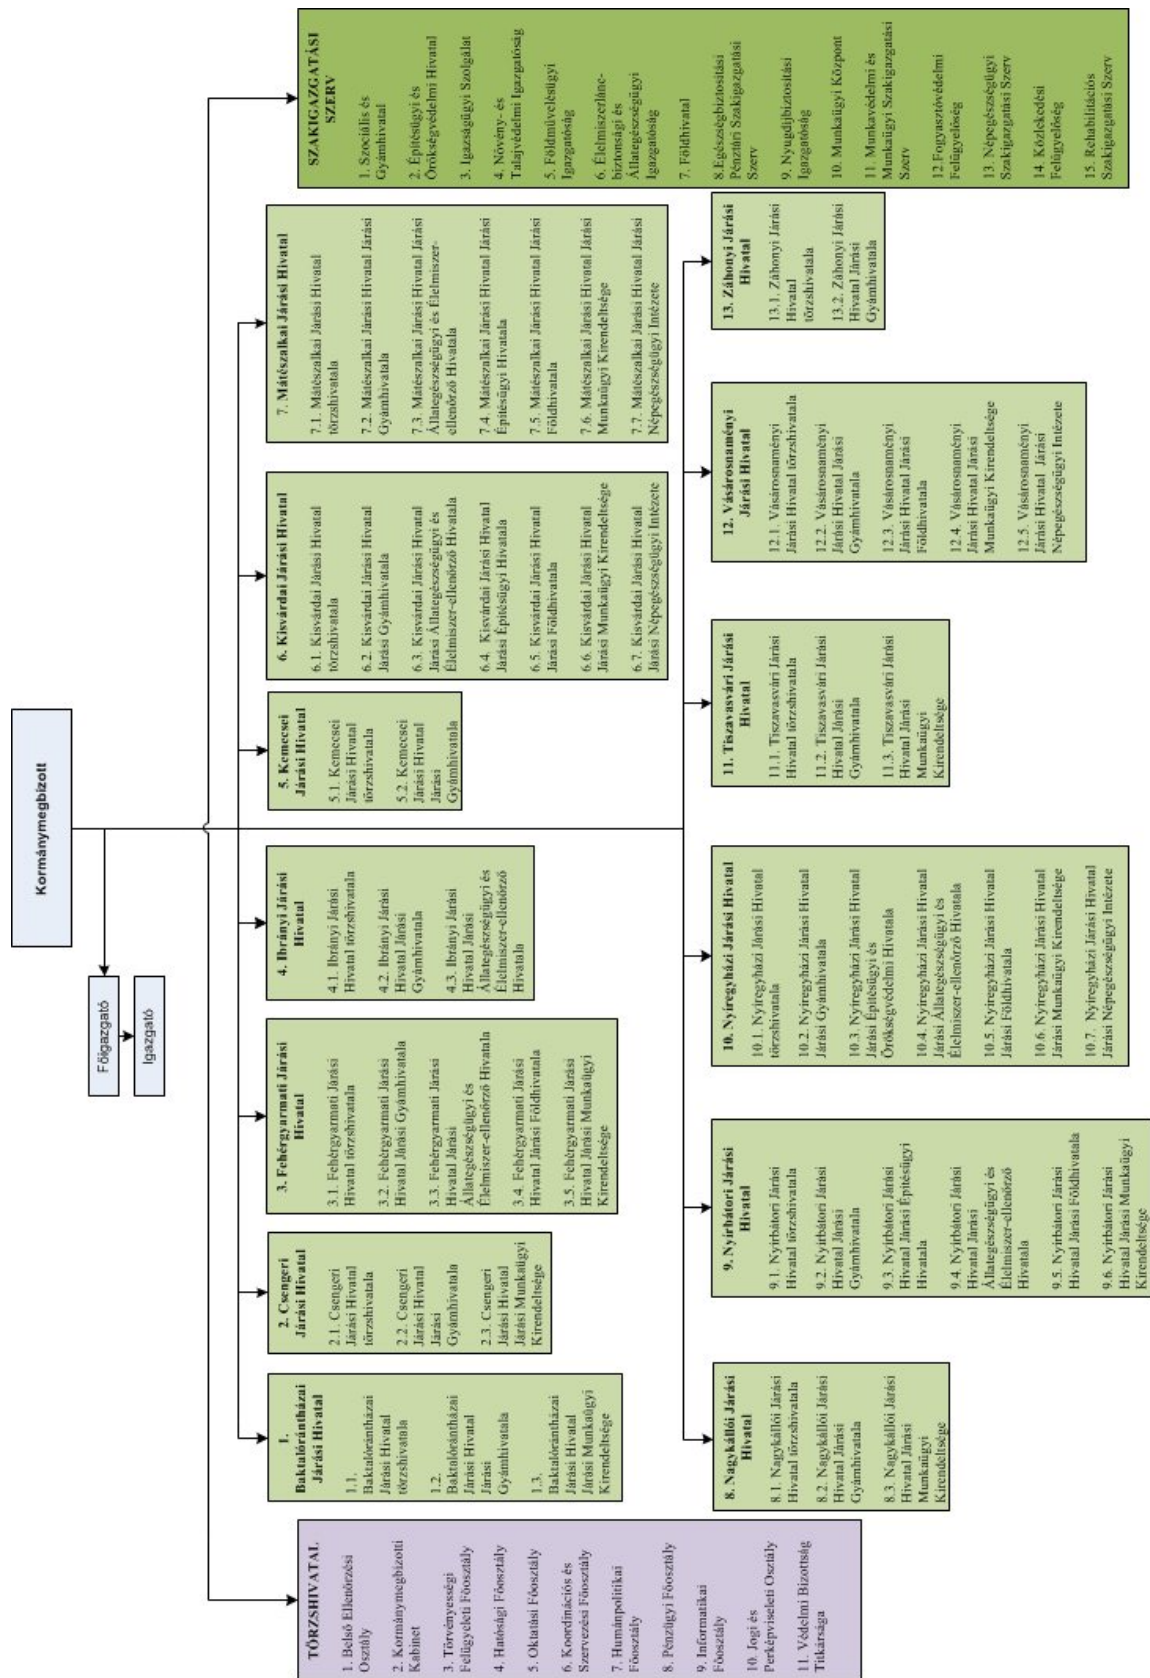 Kormánymegbízott
Főigazgató
Igazgató
TÖRZSHIVATAL
1. Belső Ellenőrzési
Osztály
2. Kormánymegbízotti
Kabinet
3. Törvényességi
Felügyeleti Főosztály
4. Hatósági Főosztály
5. Oktatási Főosztály
6. Koordinációs és
Szervezési Főosztály
7. Humánpolitikai
Főosztály
8. Pénzügyi Főosztály
9. Informatikai
Főosztály
10. Jogi és
Perképviseleti Osztály
11. Védelmi Bizottság
Titkársága
1.
Baktalórántházai
Járási Hivatal
1.1.
Baktalórántházai
Járási Hivatal
törzshivatala
1.2.
Baktalórántházai
Járási Hivatal
Járási
Gyámhivatala
1.3.
Baktalórántházai
Járási Hivatal
Járási Munkaügyi
Kirendeltsége
2. Csengeri
Járási Hivatal
2.1. Csengeri
Járási Hivatal
törzshivatala
2.2. Csengeri
Járási Hivatal
Járási
Gyámhivatala
2.3. Csengeri
Járási Hivatal
Járási Munkaügyi
Kirendeltsége
3. Fehérgyarmati Járási
Hivatal
3.1. Fehérgyarmati Járási
Hivatal törzshivatala
3.2. Fehérgyarmati Járási
Hivatal Járási Gyámhivatala
3.3. Fehérgyarmati Járási
Hivatal Járási
Állategészségügyi és
Élelmiszer-ellenőrző Hivatala
3.4. Fehérgyarmati Járási
Hivatal Járási Földhivatala
3.5. Fehérgyarmati Járási
Hivatal Járási Munkaügyi
Kirendeltsége
4. Ibrányi Járási
Hivatal
4.1. Ibrányi Járási
Hivatal törzshivatala
4.2. Ibrányi Járási
Hivatal Járási
Gyámhivatala
4.3. Ibrányi Járási
Hivatal Járási
Állategészségügyi és
Élelmiszer-ellenőrző
Hivatala
5. Kemecsei
Járási Hivatal
5.1. Kemecsei
Járási Hivatal
törzshivatala
5.2. Kemecsei
Járási Hivatal
Járási
Gyámhivatala
6. Kisvárdai Járási Hivatal
6.1. Kisvárdai Járási Hivatal
törzshivatala
6.2. Kisvárdai Járási Hivatal
Járási Gyámhivatala
6.3. Kisvárdai Járási Hivatal
Járási Állategészségügyi és
Élelmiszer-ellenőrző Hivatala
6.4. Kisvárdai Járási Hivatal
Járási Építésügyi Hivatala
6.5. Kisvárdai Járási Hivatal
Járási Földhivatala
6.6. Kisvárdai Járási Hivatal
Járási Munkaügyi Kirendeltsége
6.7. Kisvárdai Járási Hivatal
Járási Népegészségügyi Intézete
7. Mátészalkai Járási Hivatal
7.1. Mátészalkai Járási Hivatal
törzshivatala
7.2. Mátészalkai Járási Hivatal Járási
Gyámhivatala
7.3. Mátészalkai Járási Hivatal Járási
Állategészségügyi és Élelmiszer-
ellenőrző Hivatala
7.4. Mátészalkai Járási Hivatal Járási
Építésügyi Hivatala
7.5. Mátészalkai Járási Hivatal Járási
Földhivatala
7.6. Mátészalkai Járási Hivatal Járási
Munkaügyi Kirendeltsége
7.7. Mátészalkai Járási Hivatal Járási
Népegészségügyi Intézete
8. Nagykállói Járási
Hivatal
8.1. Nagykállói Járási
Hivatal törzshivatala
8.2. Nagykállói Járási
Hivatal Járási
Gyámhivatala
8.3. Nagykállói Járási
Hivatal Járási
Munkaügyi
Kirendeltsége
9. Nyírbátori Járási
Hivatal
9.1. Nyírbátori Járási
Hivatal törzshivatala
9.2. Nyírbátori Járási
Hivatal Járási
Gyámhivatala
9.3. Nyírbátori Járási
Hivatal Járási Építésügyi
Hivatala
9.4. Nyírbátori Járási
Hivatal Járási
Állategészségügyi és
Élelmiszer-ellenőrző
Hivatala
9.5. Nyírbátori Járási
Hivatal Járási Földhivatala
9.6. Nyírbátori Járási
Hivatal Járási Munkaügyi
Kirendeltsége
10. Nyíregyházi Járási Hivatal
10.1. Nyíregyházi Járási Hivatal
törzshivatala
10.2. Nyíregyházi Járási Hivatal
Járási Gyámhivatala
10.3. Nyíregyházi Járási Hivatal
Járási Építésügyi és
Örökségvédelmi Hivatala
10.4. Nyíregyházi Járási Hivatal
Járási Állategészségügyi és
Élelmiszer-ellenőrző Hivatala
10.5. Nyíregyházi Járási Hivatal
Járási Földhivatala
10.6. Nyíregyházi Járási Hivatal
Járási Munkaügyi Kirendeltsége
10.7. Nyíregyházi Járási Hivatal
Járási Népegészségügyi Intézete
11. Tiszavasvári Járási
Hivatal
11.1. Tiszavasvári Járási
Hivatal törzshivatala
11.2. Tiszavasvári Járási
Hivatal Járási
Gyámhivatala
11.3. Tiszavasvári Járási
Hivatal Járási
Munkaügyi
Kirendeltsége
12. Vásárosnaményi
Járási Hivatal
12.1. Vásárosnaményi
Járási Hivatal törzshivatala
12.2. Vásárosnaményi
Járási Hivatal Járási
Gyámhivatala
12.3. Vásárosnaményi
Járási Hivatal Járási
Földhivatala
12.4. Vásárosnaményi
Járási Hivatal Járási
Munkaügyi Kirendeltsége
12.5. Vásárosnaményi
Járási Hivatal Járási
Népegészségügyi Intézete
13. Záhonyi Járási
Hivatal
13.1. Záhonyi Járási
Hivatal
törzshivatala
13.2. Záhonyi Járási
Hivatal Járási
Gyámhivatala
SZAKIGAZGATÁSI
SZERV
1. Szociális és
Gyámhivatal
2. Építésügyi és
Örökségvédelmi Hivatal
3. Igazságügyi Szolgálat
4. Növény- és
Talajvédelmi Igazgatóság
5. Földművelésügyi
Igazgatóság
6. Élelmiszerlánc-
biztonsági és
Állategészségügyi
Igazgatóság
7. Földhivatal
8.Egészségbiztosítási
Pénztári Szakigazgatási
Szerv
9. Nyugdíjbiztosítási
Igazgatóság
10. Munkaügyi Központ
11. Munkavédelmi és
Munkaügyi Szakigazgatási
Szerv
12.Fogyasztóvédelmi
Felügyelőség
13. Népegészségügyi
Szakigazgatási Szerv
14. Közlekedési
Felügyelőség
15. Rehabilitációs
Szakigazgatási Szerv